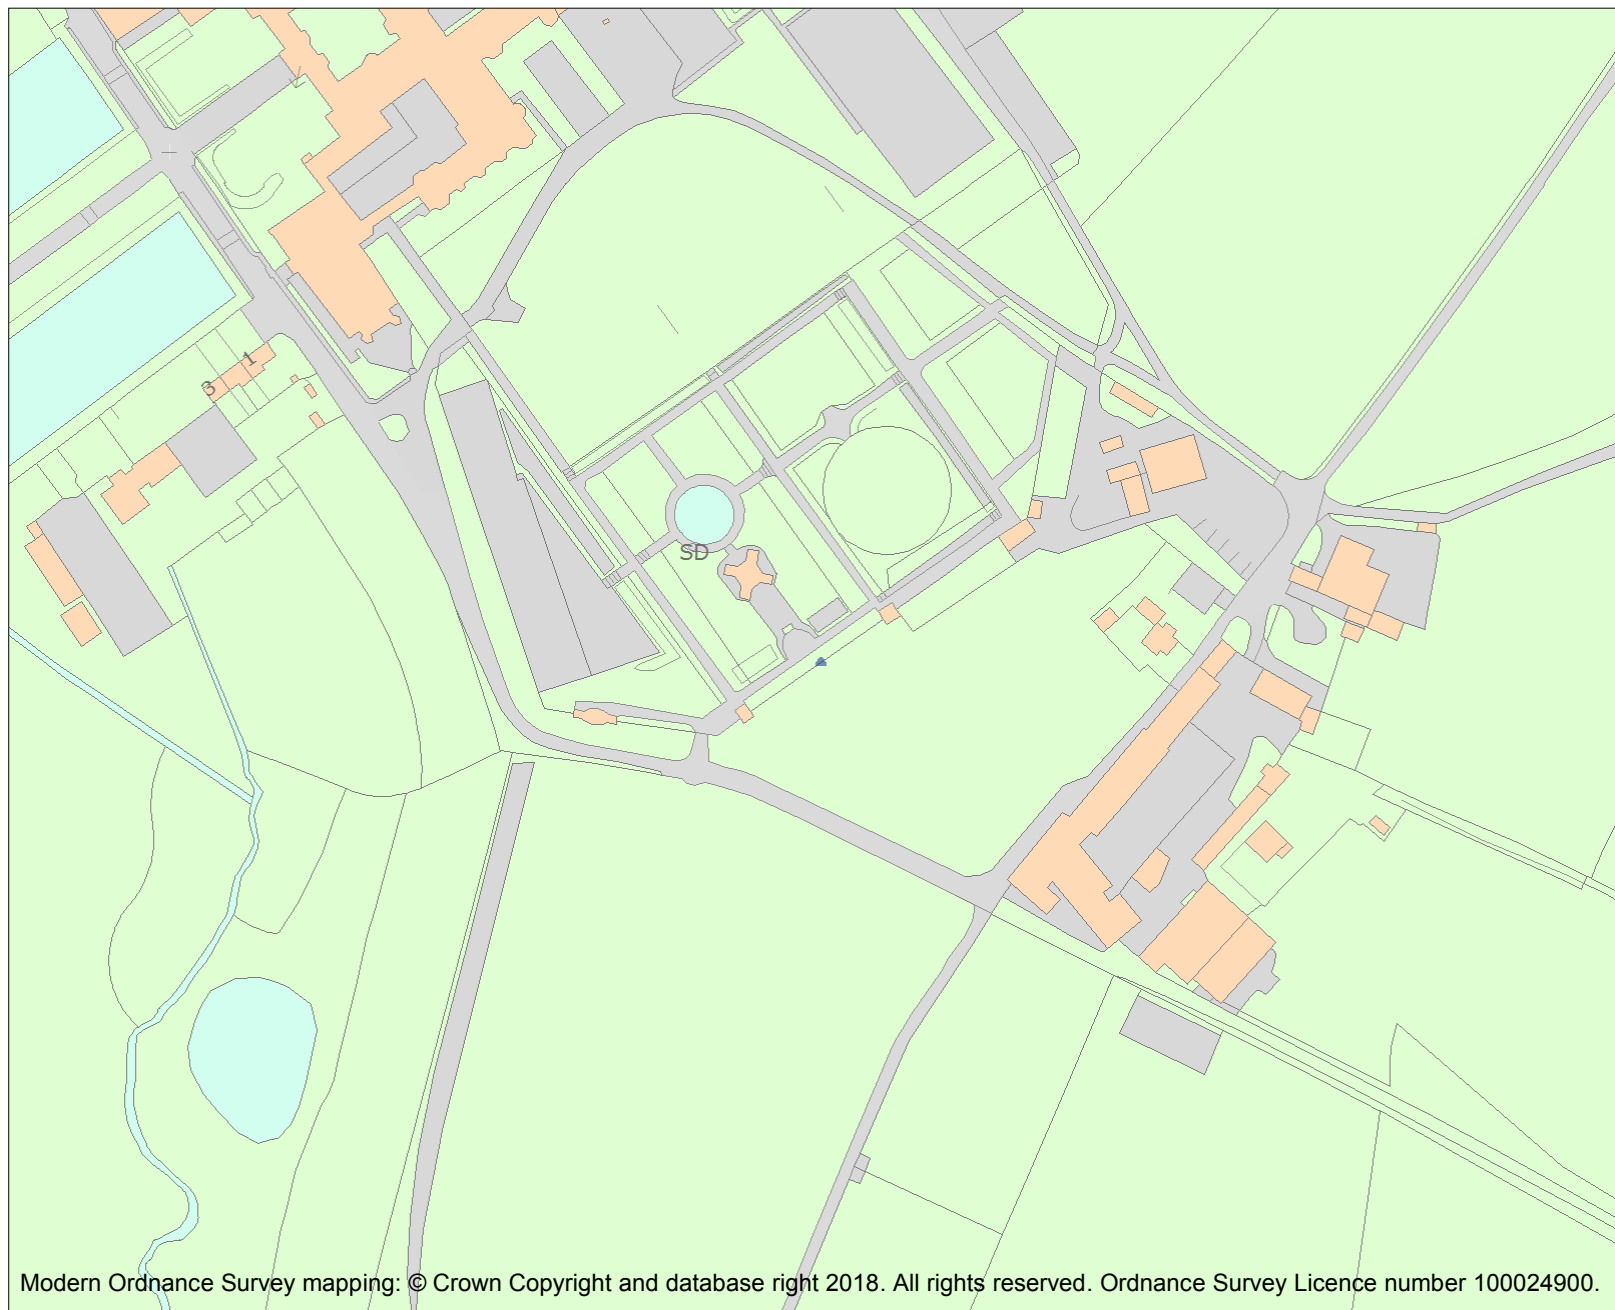 1
3
SD
Modern Ordnance Survey mapping: © Crown Copyright and database right 2018. All rights reserved. Ordnance Survey Licence number 100024900.